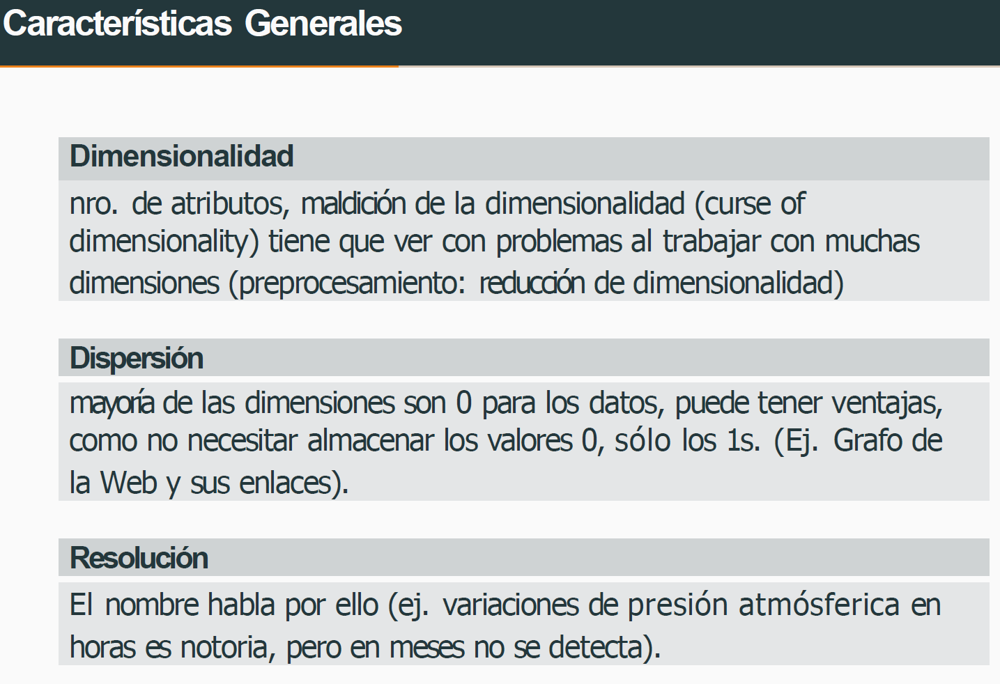 Características Generales
Dimensionalidad
nro. de atributos, maldición de la dimensionalidad (curse of
dimensionality) tiene que ver con problemas al trabajar con muchas
dimensiones (preprocesamiento: reducción de dimensionalidad)
Dispersión
mayoría de las dimensiones son 0 para los datos, puede tener ventajas,
como no necesitar almacenar los valores 0, sólo los 1s. (Ej. Grafo de
la Web y sus enlaces).
Resolución
El nombre habla por ello (ej. variaciones de presión atmósferica en
horas es notoria, pero en meses no se detecta).